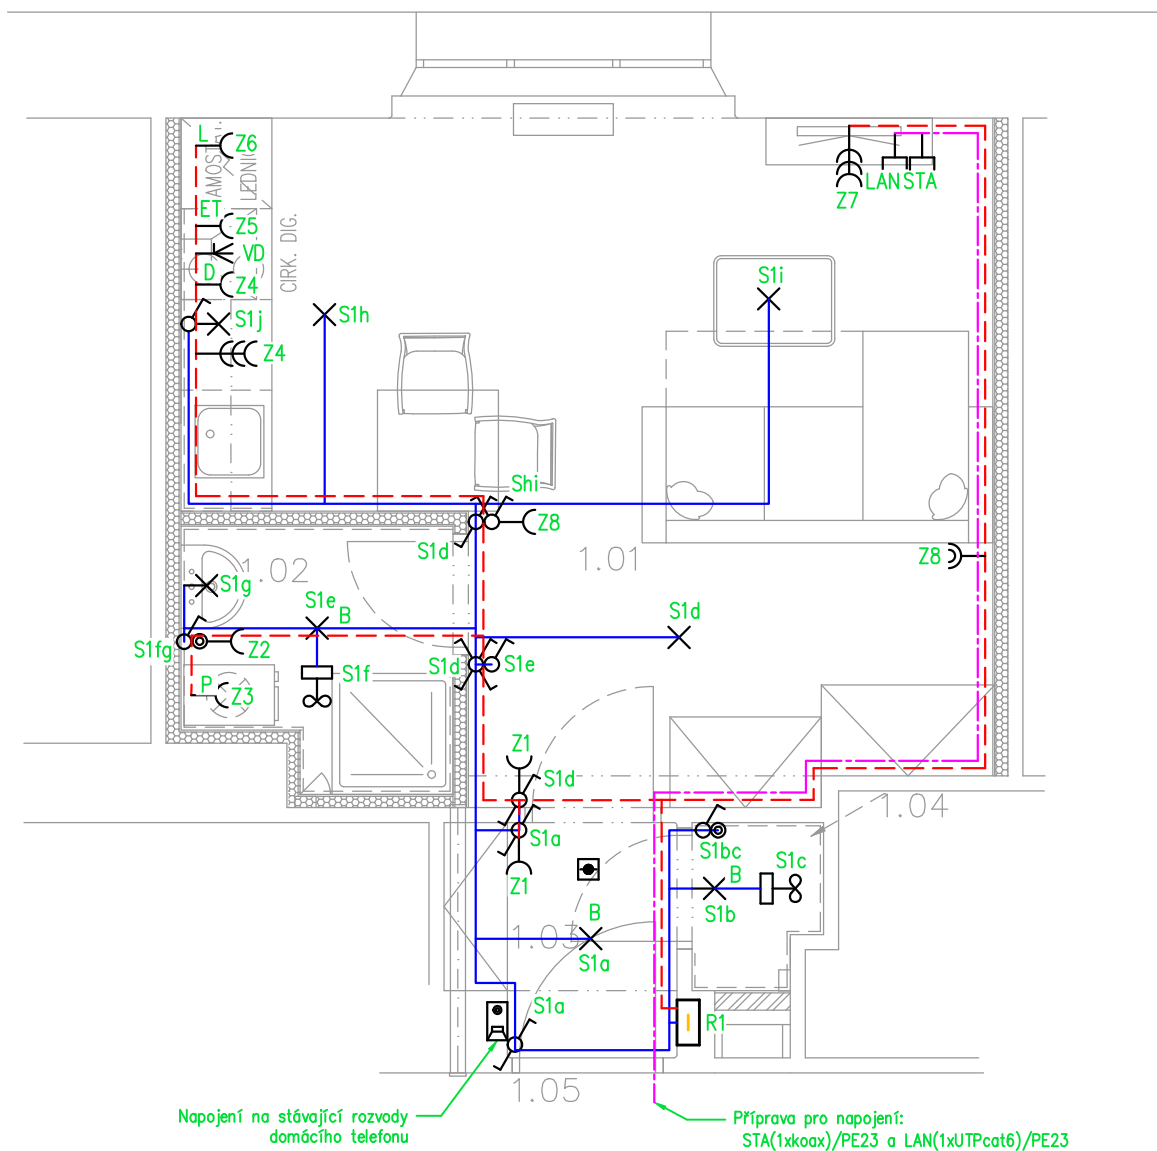 L
Z6
AMOST
LEDNIC
ET
Z5
VD
D
Z4
CIRK. DIG.
S1j
Z4
S1h
S1i
Z7
LAN
STA
Shi
Z8
S1d
1.01
Z8
1.02
S1g
S1e
B
S1d
S1fg
Z2
S1f
S1d
S1e
P
Z3
Z1
S1d
1.04
S1a
Z1
S1bc
S1c
B
S1b
B
1.03
S1a
S1a
R1
1.05
Napojení na stávající rozvody
domácího telefonu
Příprava pro napojení:
STA(1xkoax)/PE23 a LAN(1xUTPcat6)/PE23